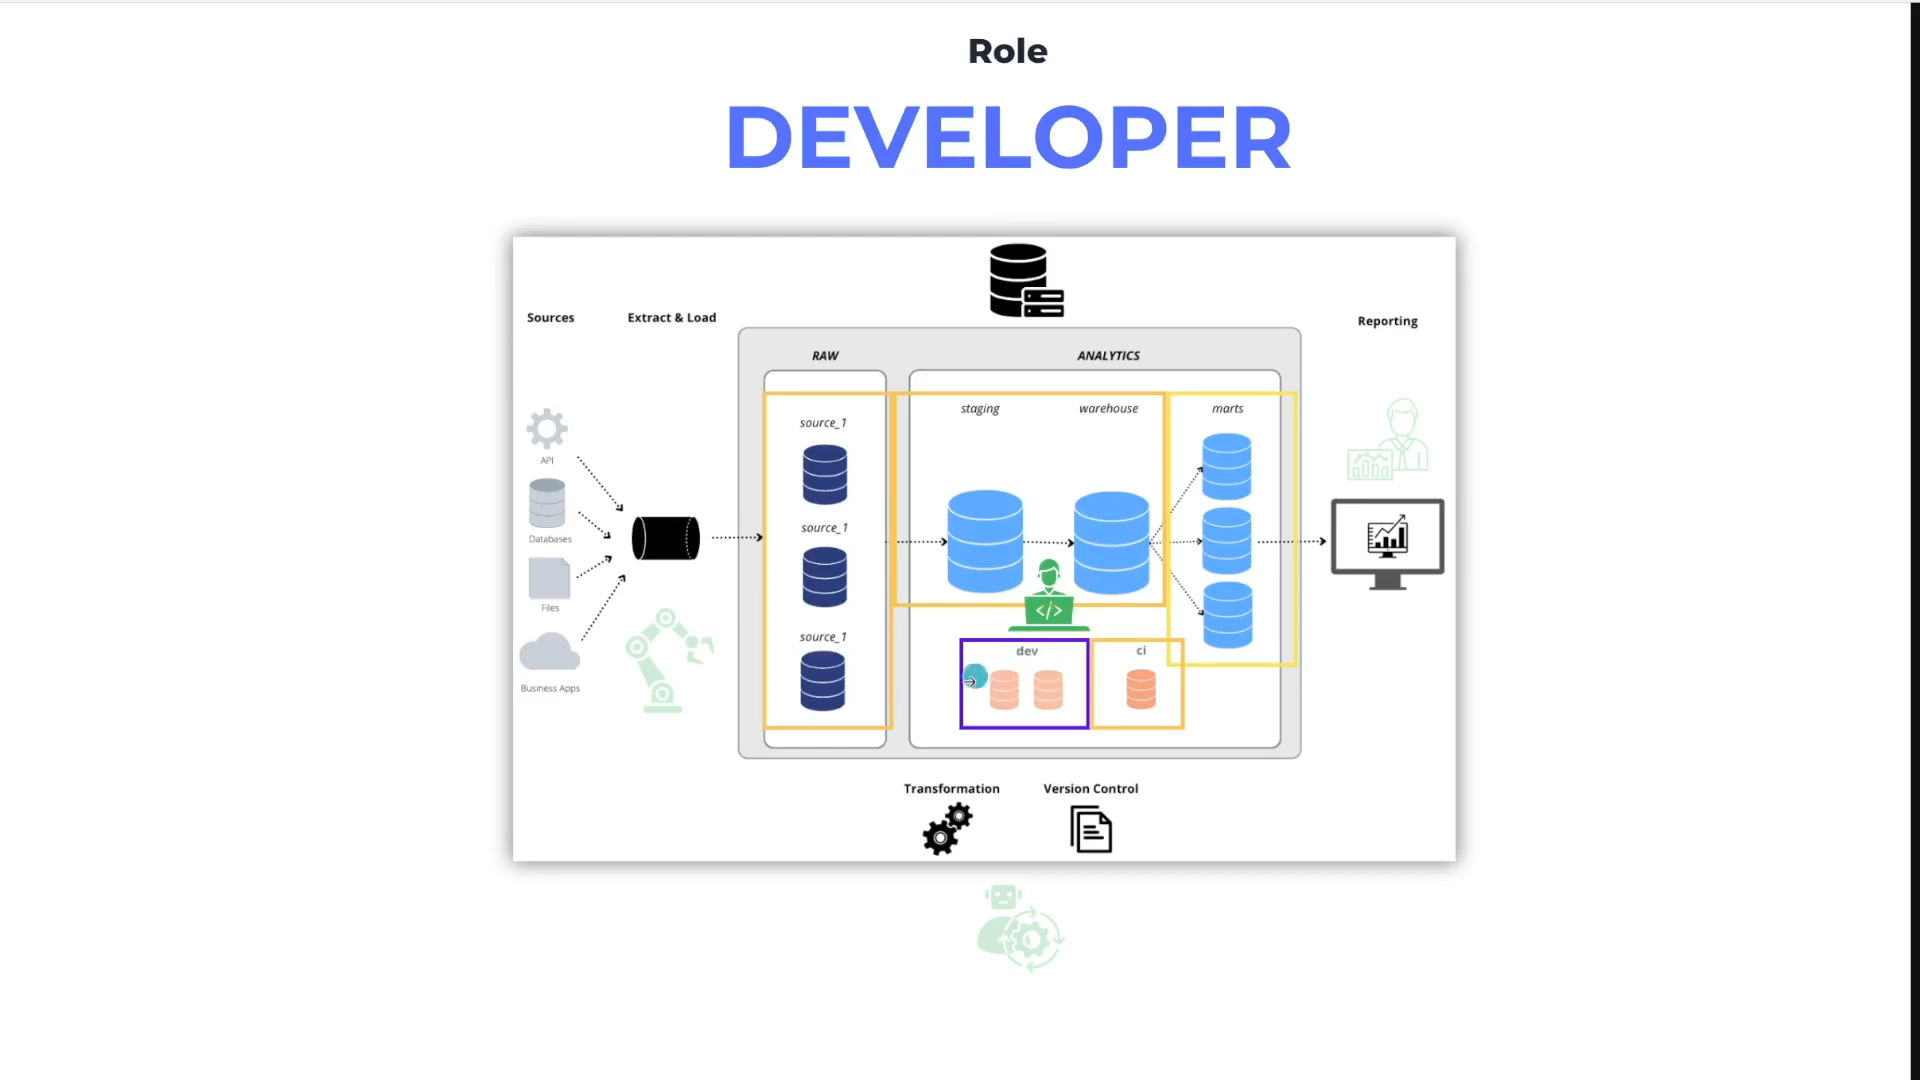 Role
DEVELOPER
Sources
Extract & Load
Reporting
RAW
ANALYTICS
source_1
staging
warehouse
marts
API
source_1
Databases
Files
</>
source_1
dev
ci
Business Apps
Transformation
Version Control